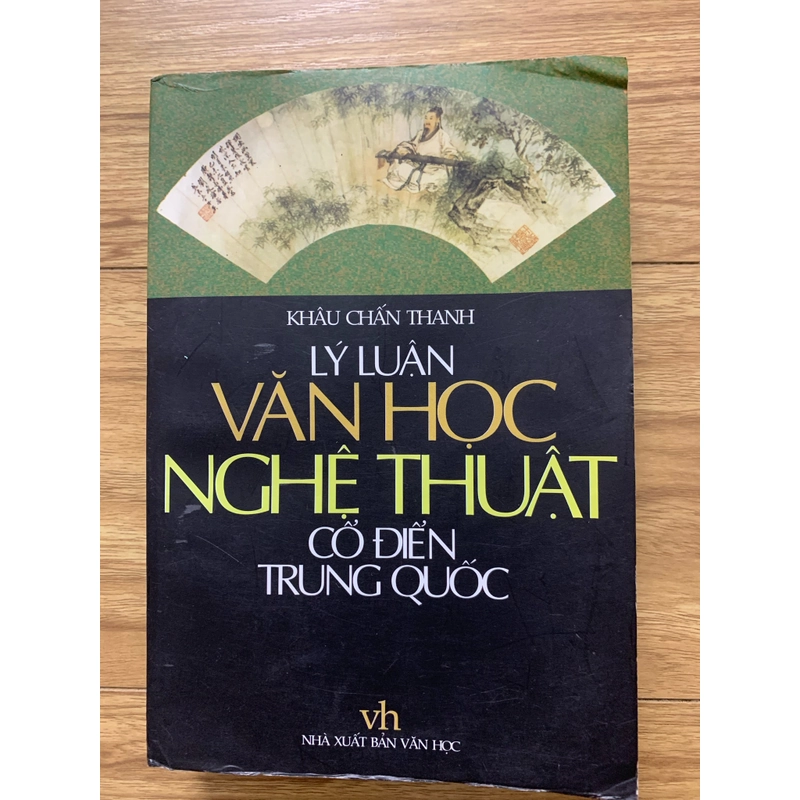 KHÂU CHẤN THANH
LÝ LUẬN
VĂN HỌC
NGHỆ THUẬT
CỔ ĐIỂN
TRUNG QUỐC
vh
NHÀ XUẤT BẢN VĂN HỌC